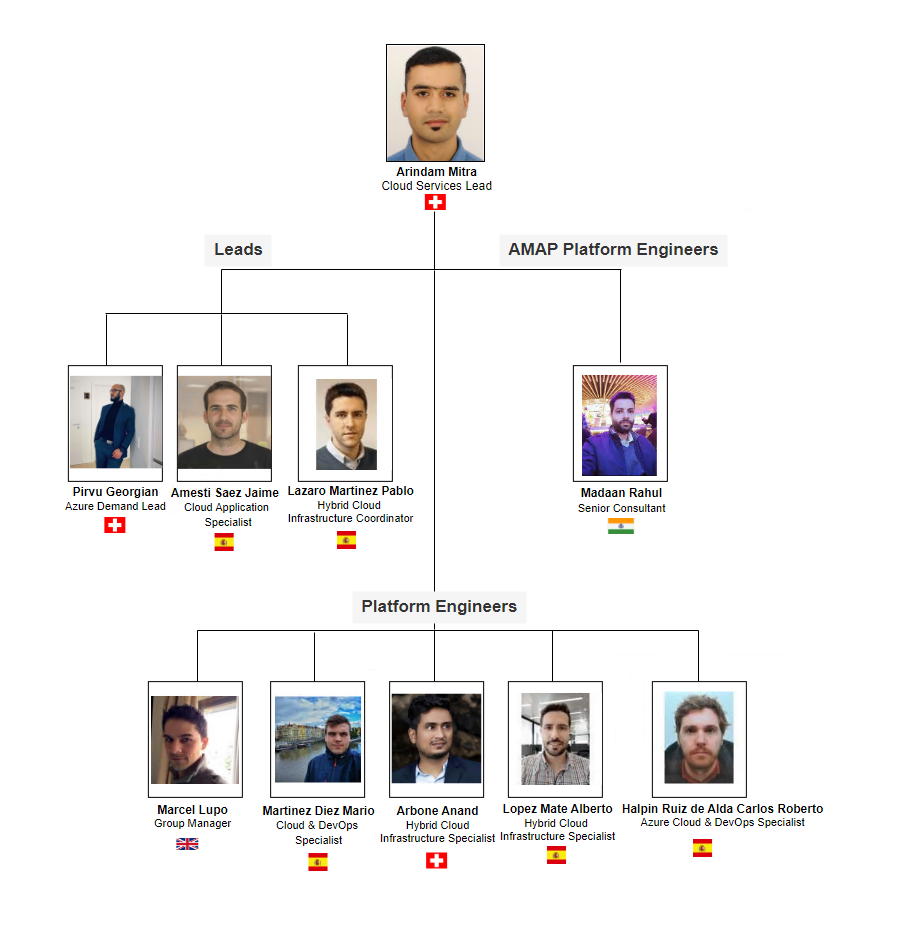 Arindam Mitra
Cloud Services Lead
Leads
AMAP Platform Engineers
Pirvu Georgian
Azure Demand Lead
Amesti Saez Jaime
Cloud Application
Specialist
Lazaro Martinez Pablo
Hybrid Cloud
Infrastructure Coordinator
Madaan Rahul
Senior Consultant
Platform Engineers
Marcel Lupo
Group Manager
Martinez Diez Mario
Cloud & DevOps
Specialist
Arbone Anand
Hybrid Cloud
Infrastructure Specialist
Lopez Mate Alberto
Hybrid Cloud
Infrastructure Specialist
Halpin Ruiz de Alda Carlos Roberto
Azure Cloud & DevOps Specialist